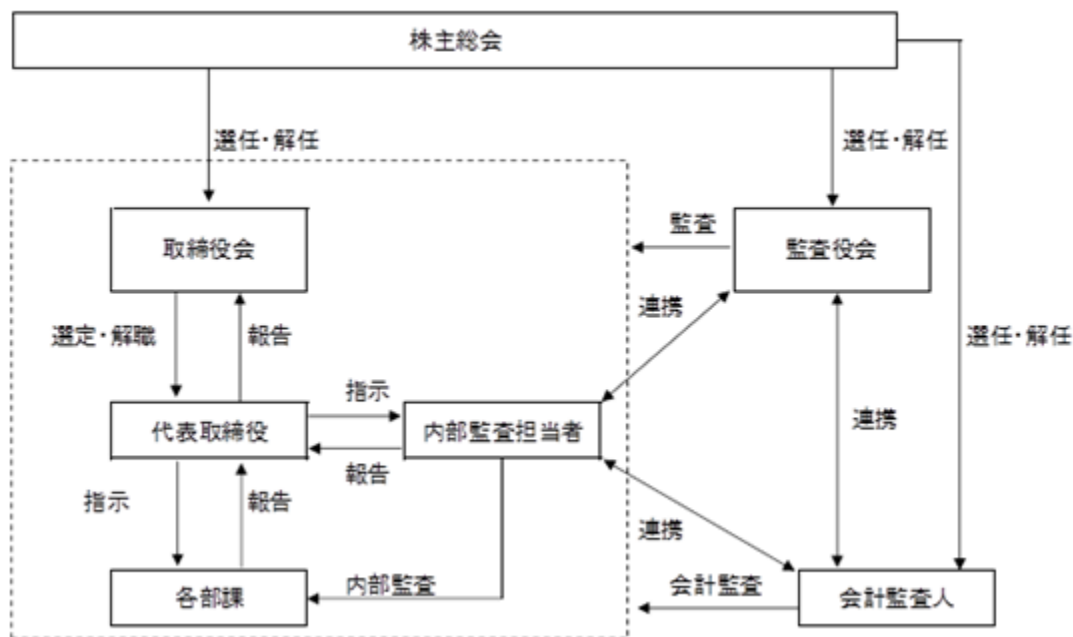 株主総会
選任・解任
選任・解任
取締役会
監査
監査役会
選定・解職
報告
連携
選任・解任
指示
代表取締役
内部監査担当者
連携
報告
指示
報告
連携
内部監査
会計監査
各部課
会計監査人